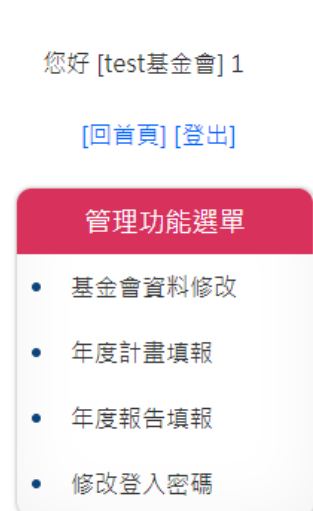 您好 [test基金會] 1
[回首頁] [登出]
管理功能選單
基金會資料修改
年度計畫填報
年度報告填報
修改登入密碼